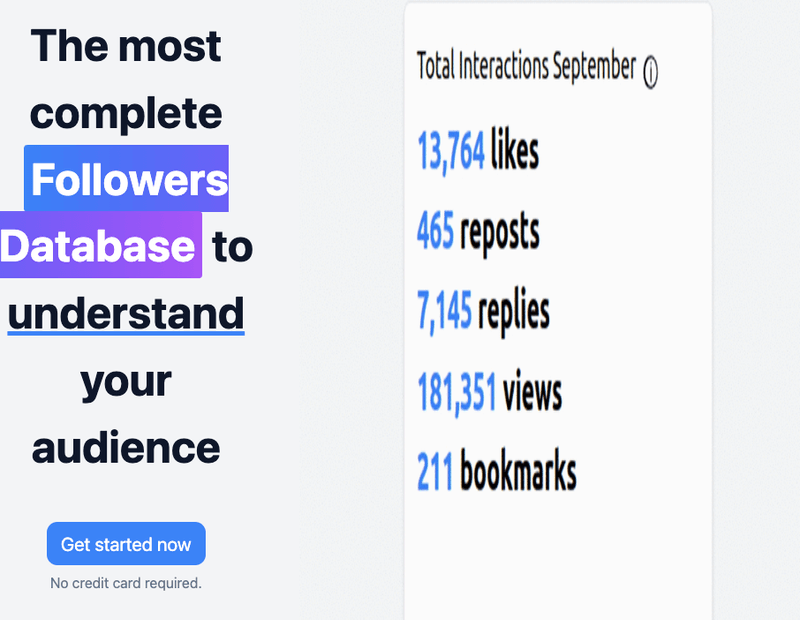 The most
complete
Followers
Database to
understand
your
audience
Get started now
No credit card required.
Total Interactions September
13,764 likes
465 reposts
7,145 replies
181,351 views
211 bookmarks